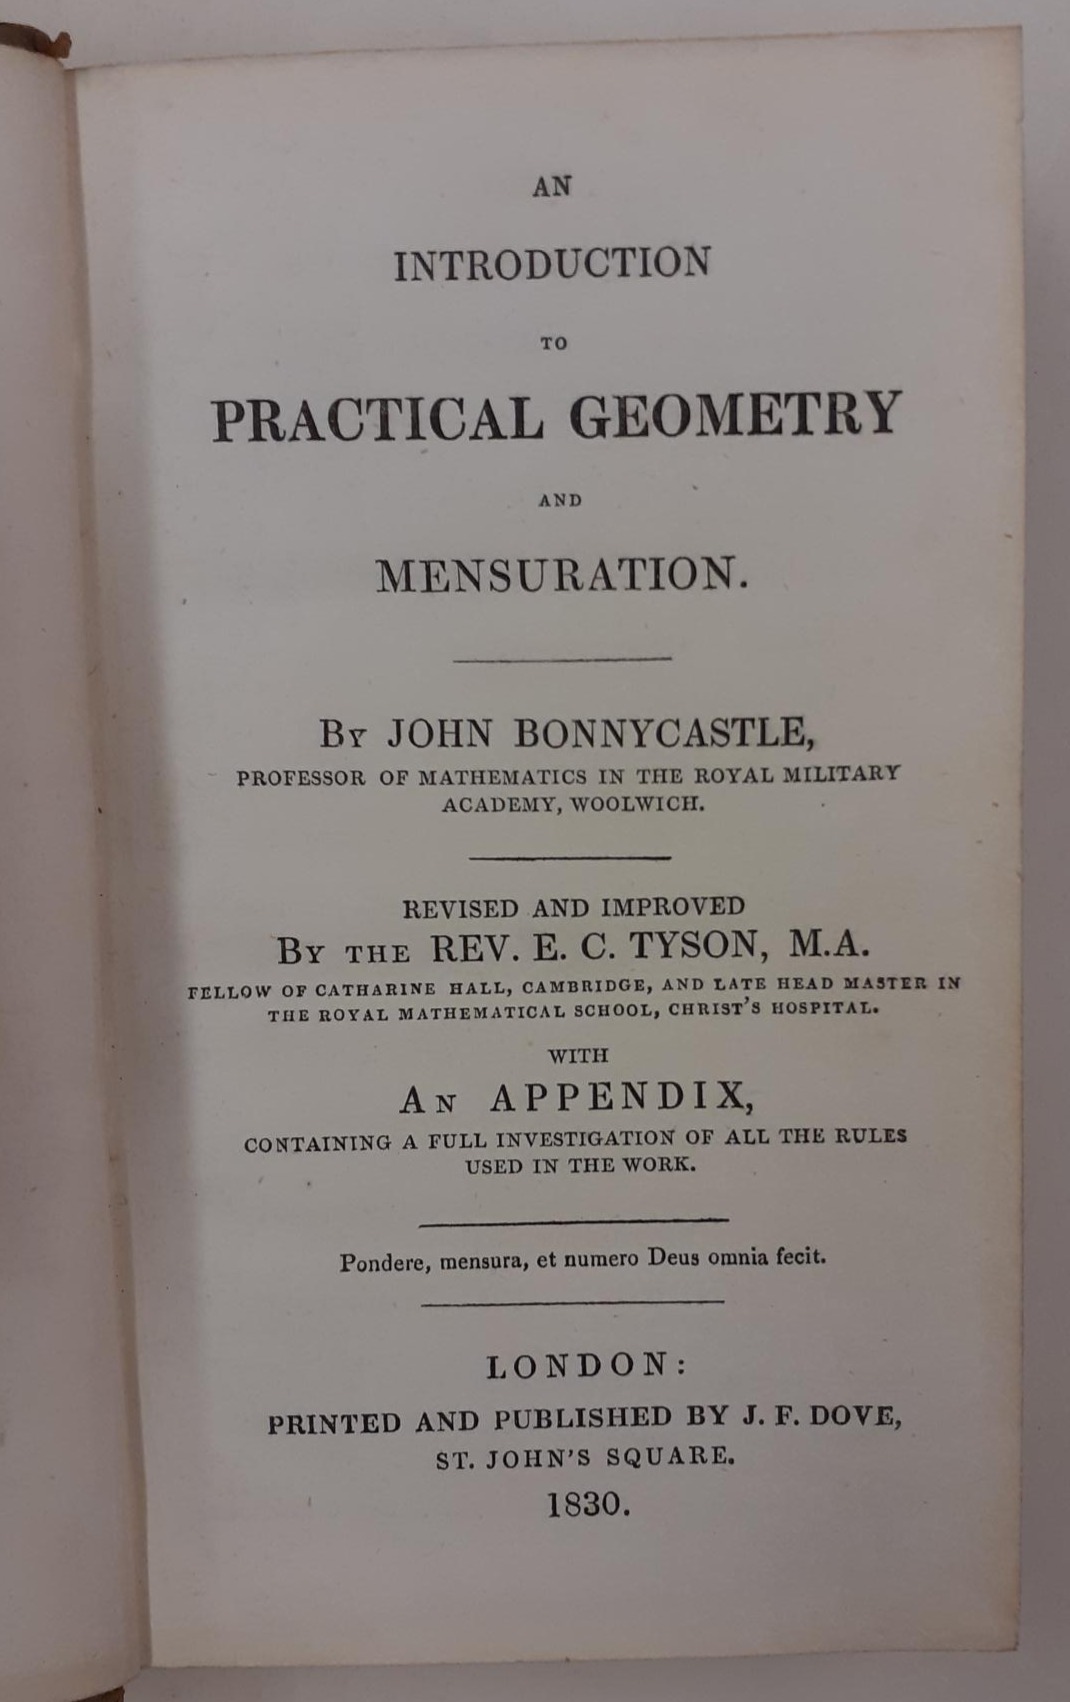 AN
INTRODUCTION
TO
PRACTICAL GEOMETRY
AND
MENSURATION.
By JOHN BONNYCASTLE,
PROFESSOR OF MATHEMATICS IN THE ROYAL MILITARY
ACADEMY, WOOLWICH.
REVISED AND IMPROVED
By THE REV. E. C. TYSON, M.A.
FELLOW OF CATHARINE HALL, CAMBRIDGE, AND LATE HEAD MASTER IN
THE ROYAL MATHEMATICAL SCHOOL, CHRIST'S HOSPITAL.
WITH
AN APPENDIX,
CONTAINING A FULL INVESTIGATION OF ALL THE RULES
USED IN THE WORK.
Pondere, mensura, et numero Deus omnia fecit.
LONDON:
PRINTED AND PUBLISHED BY J. F. DOVE,
ST. JOHN'S SQUARE.
1830.